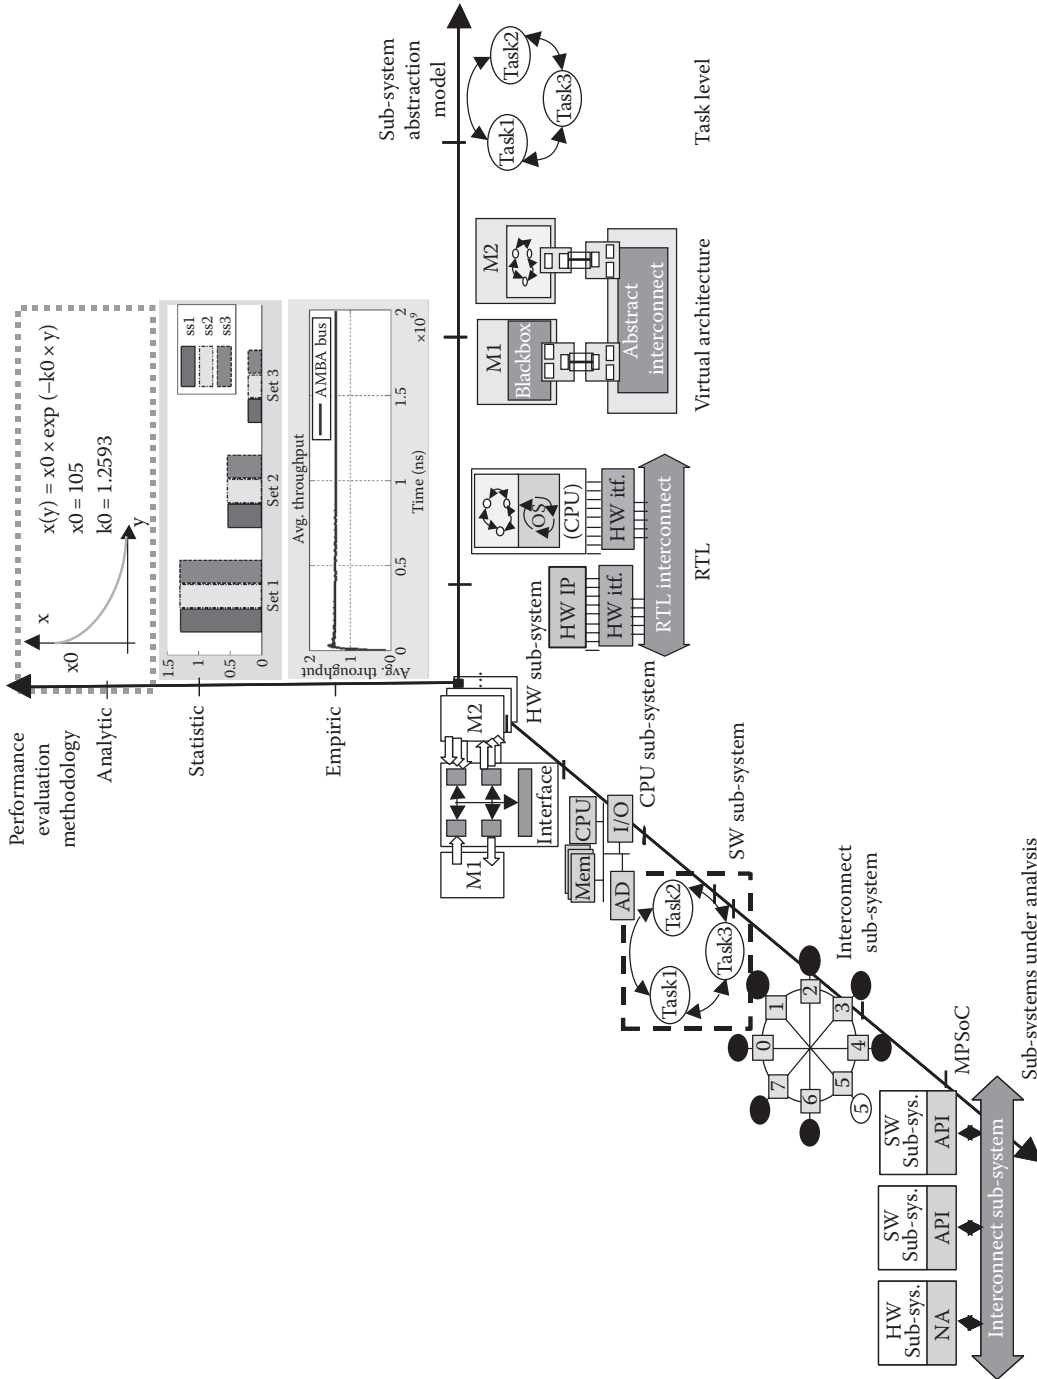 Performance
evaluation
methodology
Analytic
Statistic
Empiric
x
x0
y
x(y) = x0 × exp (−k0 × y)
x0 = 105
k0 = 1.2593
1.5
1
0.5
0
Set 1
Set 2
Set 3
ss1
ss2
ss3
Avg. throughput
Avg. throughput
2
1
0
0
0.5
1
1.5
2
×10⁹
Time (ns)
AMBA bus
Sub-system
abstraction
model
Task1
Task2
Task3
Task level
M1
Blackbox
M2
Abstract
interconnect
Virtual architecture
HW IP
HW itf.
OS
(CPU)
HW itf.
RTL interconnect
RTL
M1
Interface
M2
....
HW sub-system
Mem
CPU
AD
I/O
CPU sub-system
Task1
Task2
Task3
SW sub-system
0
1
2
3
4
5
6
7
5
Interconnect
sub-system
MPSoC
HW
Sub-sys.
NA
SW
Sub-sys.
API
SW
Sub-sys.
API
Interconnect sub-system
Sub-systems under analysis